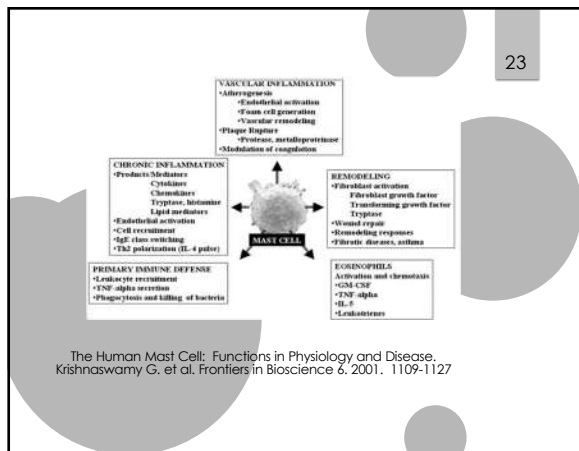 23
VASCULAR INFLAMMATION
•Atherogenesis
•Endothelial activation
•Foam cell generation
•Vascular remodeling
•Plaque Rupture
•Protease, metalloproteinase
•Modulation of coagulation
CHRONIC INFLAMMATION
•Products/Mediators
Cytokines
Chemokines
Tryptase, histamine
Lipid mediators
•Endothelial activation
•Cell recruitment
•IgE class switching
•Th2 polarization (IL-4 pulse)
REMODELING
•Fibroblast activation
Fibroblast growth factor
Transforming growth factor
Tryptase
•Wound repair
•Remodeling responses
•Fibrotic diseases, asthma
MAST CELL
PRIMARY IMMUNE DEFENSE
•Leukocyte recruitment
•TNF-alpha secretion
•Phagocytosis and killing of bacteria
EOSINOPHILS
Activation and chemotaxis
•GM-CSF
•TNF-alpha
•IL-5
•Leukotrienes
The Human Mast Cell: Functions in Physiology and Disease.
Krishnaswamy G. et al. Frontiers in Bioscience 6. 2001. 1109-1127